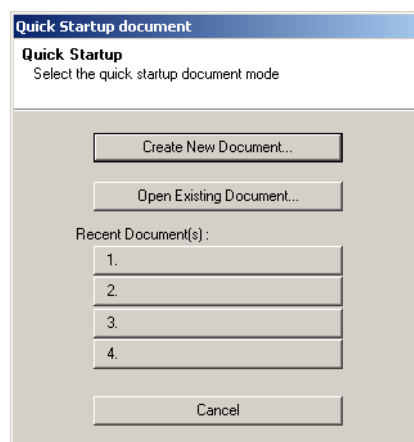 Quick Startup document
Quick Startup
Select the quick startup document mode
Create New Document...
Open Existing Document...
Recent Document(s) :
1.
2.
3.
4.
Cancel